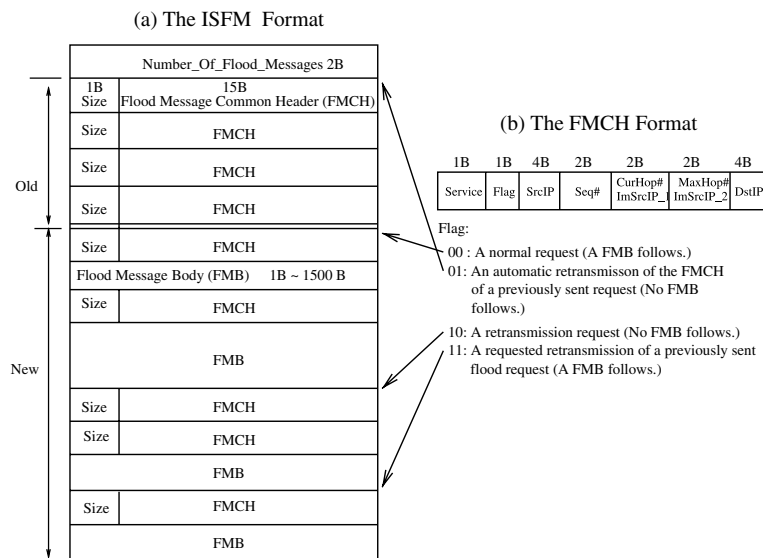 (a) The ISFM Format
Number_Of_Flood_Messages 2B
1B 15B
Size Flood Message Common Header (FMCH)
Size FMCH
Size FMCH
Size FMCH
Old
Size FMCH
Flood Message Body (FMB) 1B ~ 1500 B
Size FMCH
FMB
New
Size FMCH
Size FMCH
FMB
Size FMCH
FMB
(b) The FMCH Format
1B 1B 4B 2B 2B 2B 4B
Service Flag SrcIP Seq# CurHop# ImSrcIP_1 MaxHop# ImSrcIP_2 DstIP
Flag:
00 : A normal request (A FMB follows.)
01: An automatic retransmisson of the FMCH
of a previously sent request (No FMB
follows.)
10: A retransmission request (No FMB follows.)
11: A requested retransmission of a previously sent
flood request (A FMB follows.)